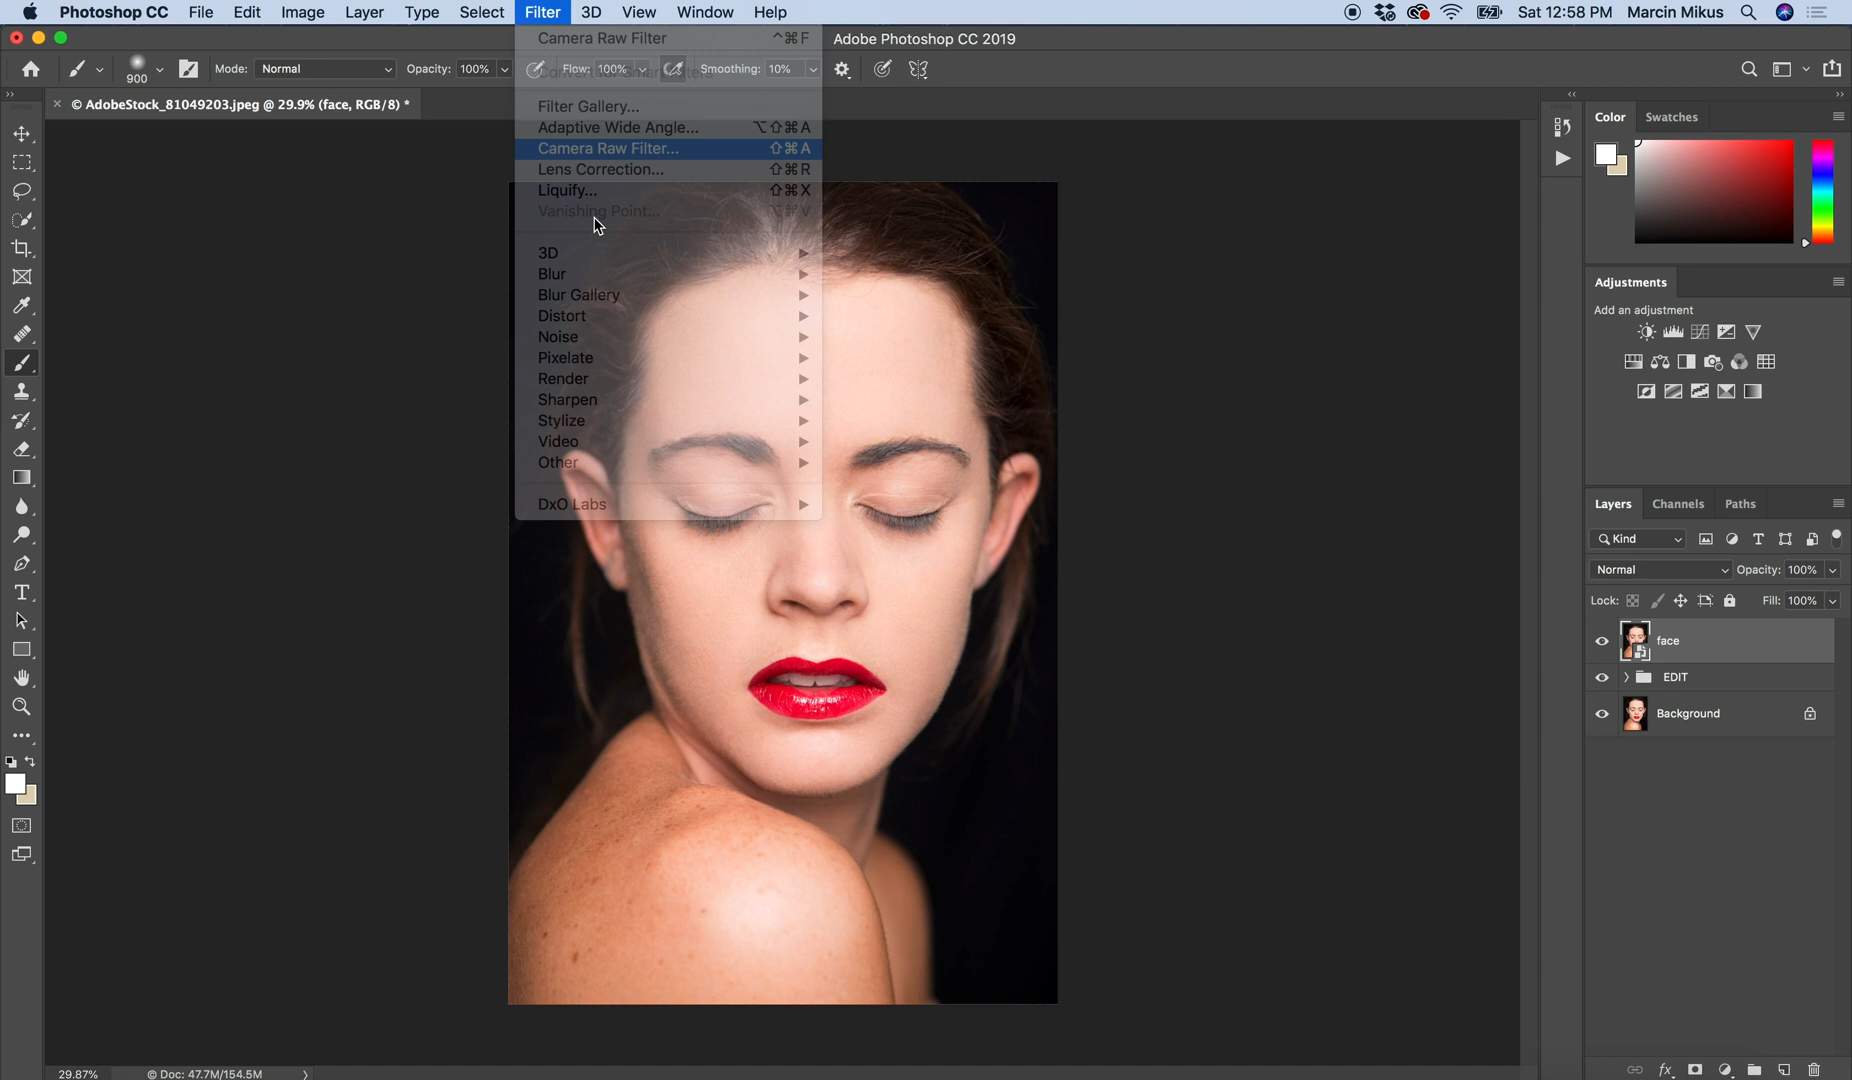 Photoshop CC File Edit Image Layer Type Select Filter 3D View Window Help Sat 12:58 PM Marcin Mikus
Camera Raw Filter ^⌘F
Adobe Photoshop CC 2019
900 Mode: Normal Opacity: 100% Flow: 100% Smoothing: 10%
× © AdobeStock_81049203.jpeg @ 29.9% (face, RGB/8) *
Filter Gallery...
Adaptive Wide Angle... ⌥⇧⌘A
Camera Raw Filter... ⇧⌘A
Lens Correction... ⇧⌘R
Liquify... ⇧⌘X
Vanishing Point... ⌥⌘V
3D
Blur
Blur Gallery
Distort
Noise
Pixelate
Render
Sharpen
Stylize
Video
Other
DxO Labs
Color Swatches
Adjustments
Add an adjustment
Layers Channels Paths
Kind
Normal Opacity: 100%
Lock: Fill: 100%
face
EDIT
Background
29.87% © Doc: 47.7M/154.5M